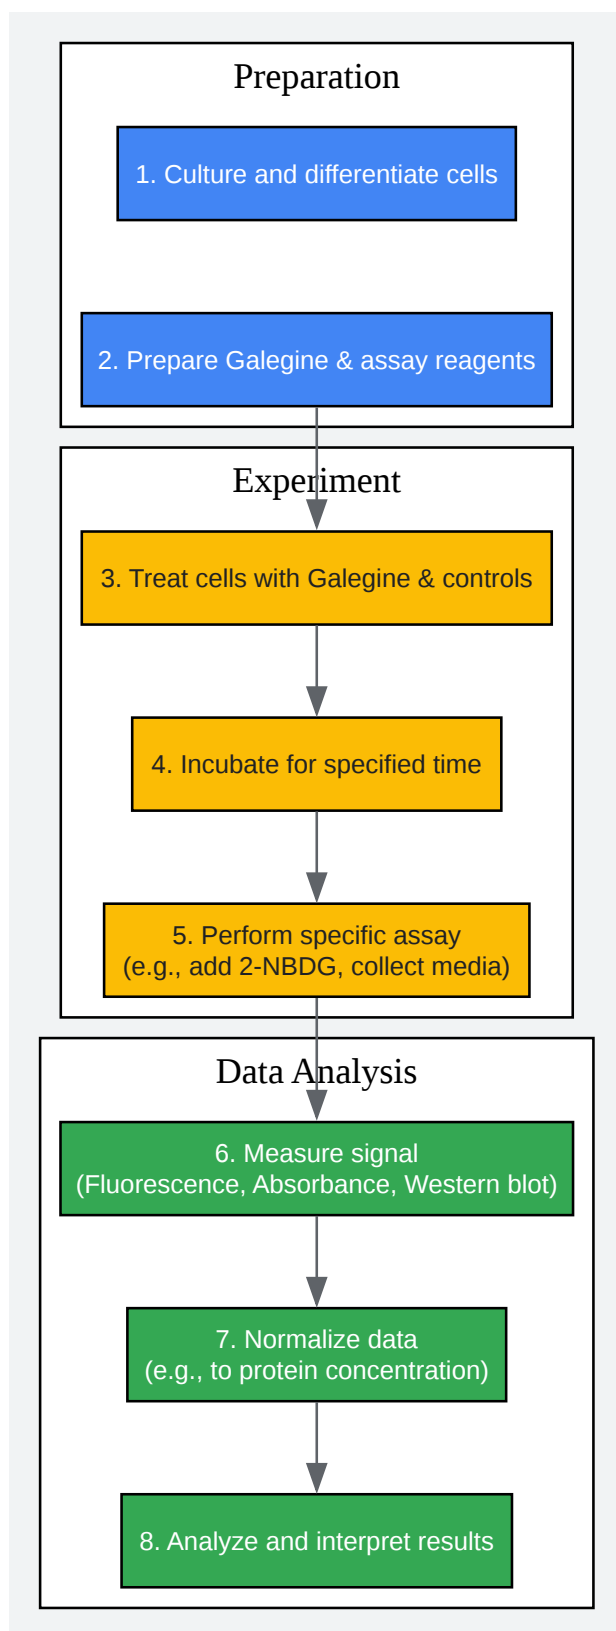 Preparation
1. Culture and differentiate cells
2. Prepare Galegine & assay reagents
Experiment
3. Treat cells with Galegine & controls
4. Incubate for specified time
5. Perform specific assay
(e.g., add 2-NBDG, collect media)
Data Analysis
6. Measure signal
(Fluorescence, Absorbance, Western blot)
7. Normalize data
(e.g., to protein concentration)
8. Analyze and interpret results